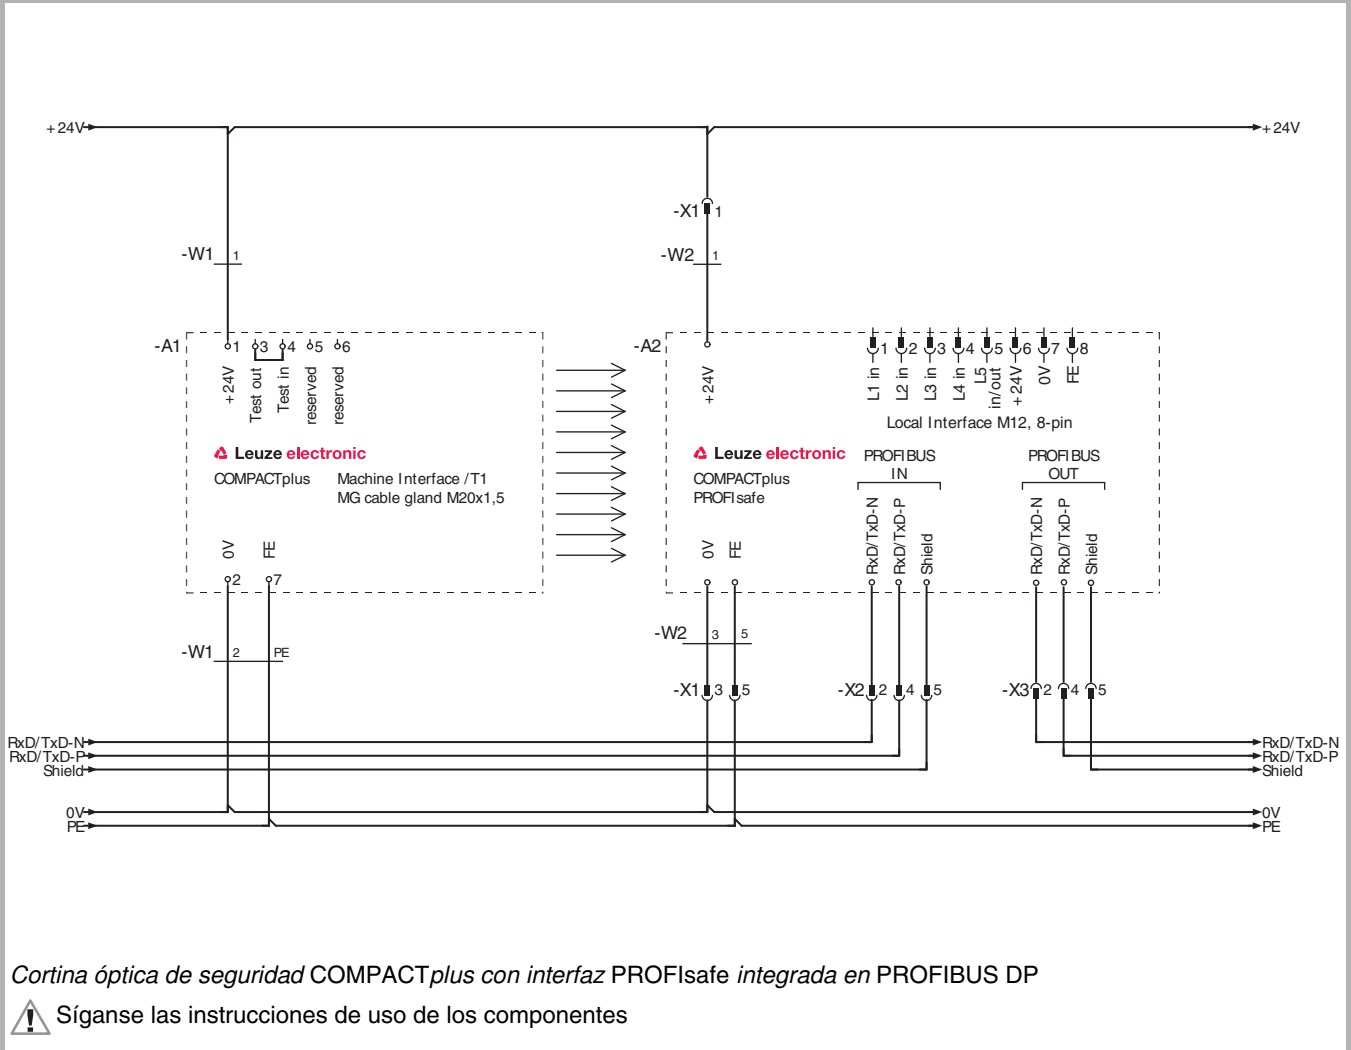 +24V +24V
-X1 1
-W1 1 -W2 1
-A1 1 3 4 5 6 -A2 1 2 3 4 5 6 7 8
+24V Test out Test in reserved reserved +24V L1 in L2 in L3 in L4 in L5 in/out +24V 0V FE
Local Interface M12, 8-pin
Leuze electronic Leuze electronic PROFIBUS IN PROFIBUS OUT
COMPACTplus Machine Interface /T1 COMPACTplus
MG cable gland M20x1,5 PROFIsafe
0V FE 0V FE RxD/TxD-N RxD/TxD-P Shield RxD/TxD-N RxD/TxD-P Shield
2 7
-W2 3 5
-W1 2 PE
-X1 3 5 -X2 2 4 5 -X3 2 4 5
RxD/TxD-N RxD/TxD-N
RxD/TxD-P RxD/TxD-P
Shield Shield
0V 0V
PE PE
Cortina óptica de seguridad COMPACTplus con interfaz PROFIsafe integrada en PROFIBUS DP
Síganse las instrucciones de uso de los componentes